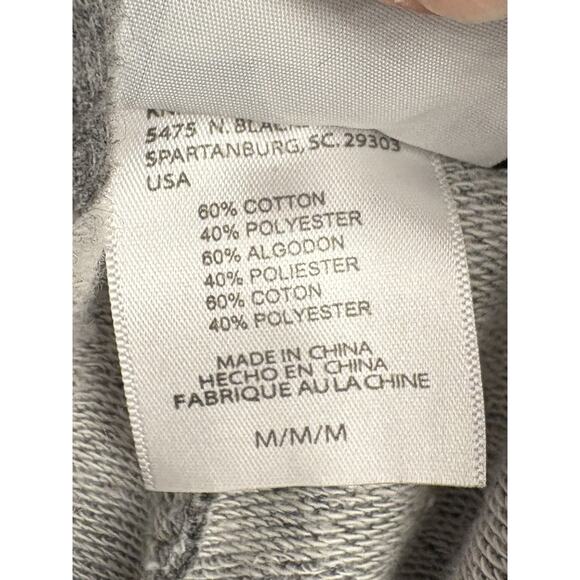 5475 N.
SPARTANBURG, SC. 29303
USA
60% COTTON
40% POLYESTER
60% ALGODON
40% POLIESTER
60% COTON
40% POLYESTER
MADE IN CHINA
HECHO EN CHINA
FABRIQUE AU LA CHINE
M/M/M